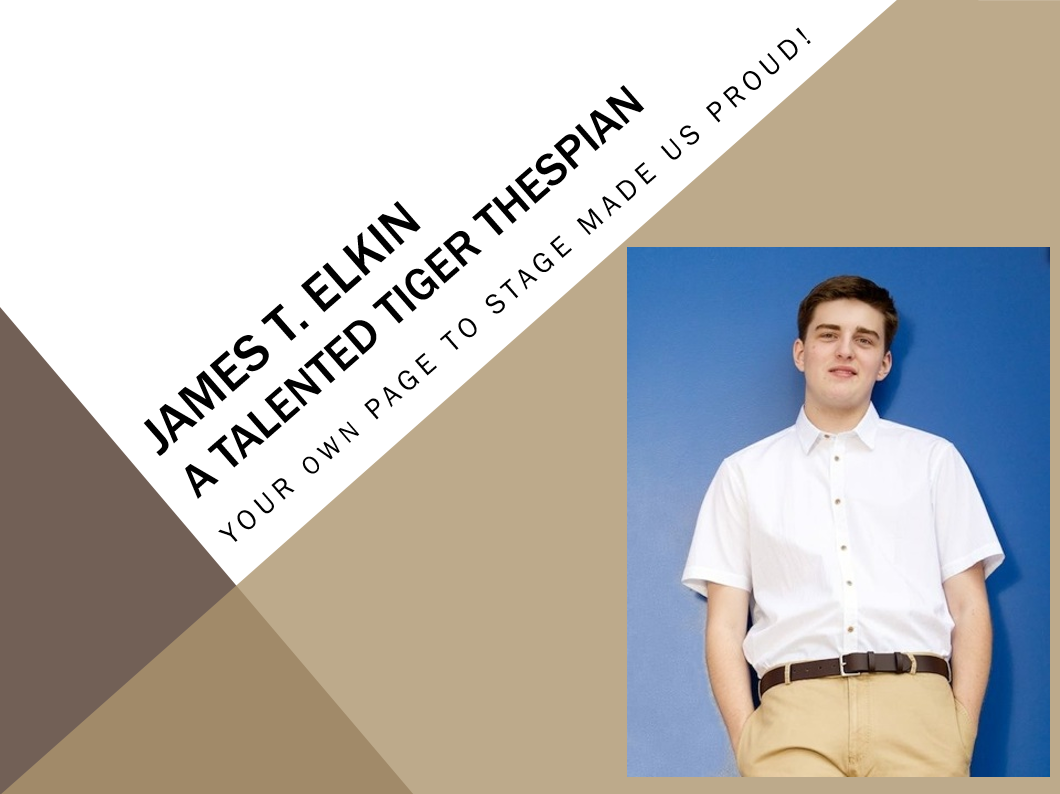 JAMES T. ELKIN
A TALENTED TIGER THESPIAN
YOUR OWN PAGE TO STAGE MADE US PROUD!